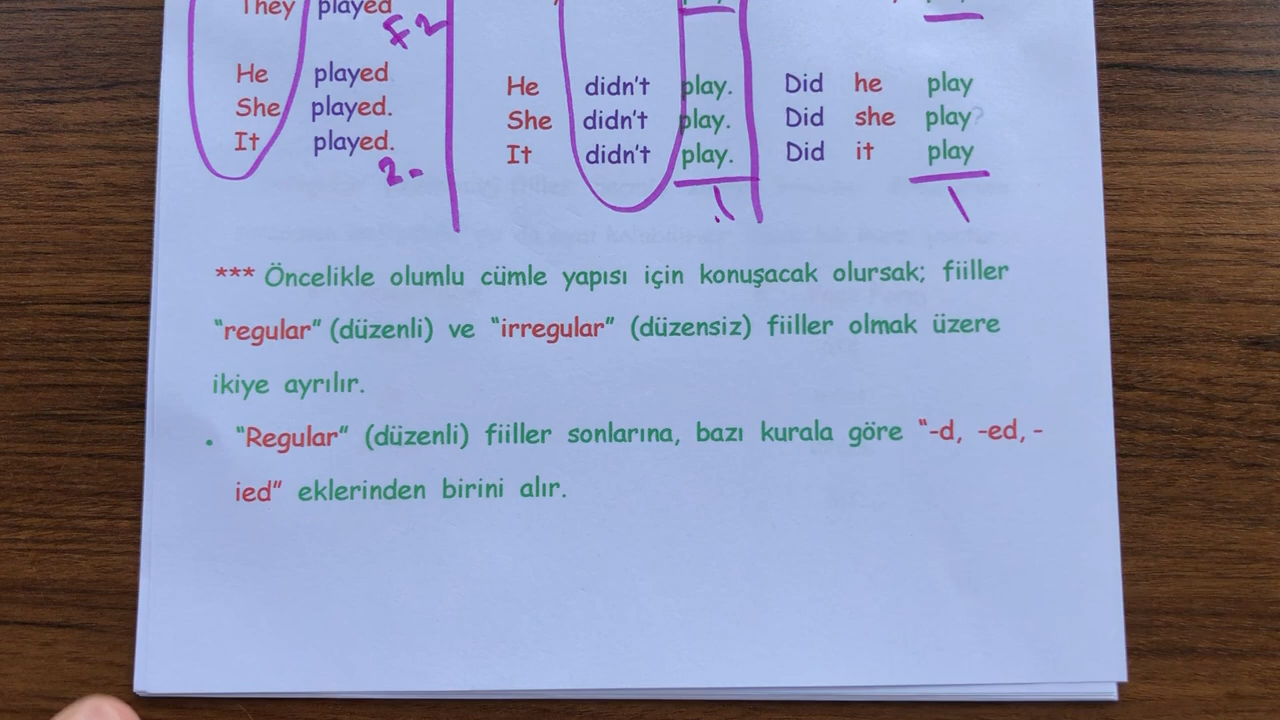 They played
f2
He played
She played.
It played.
2.
He didn't play.
She didn't play.
It didn't play.
Did he play
Did she play?
Did it play
*** Öncelikle olumlu cümle yapısı için konuşacak olursak; fiiller
"regular" (düzenli) ve "irregular" (düzensiz) fiiller olmak üzere
ikiye ayrılır.
• "Regular" (düzenli) fiiller sonlarına, bazı kurala göre "-d, -ed, -
ied" eklerinden birini alır.